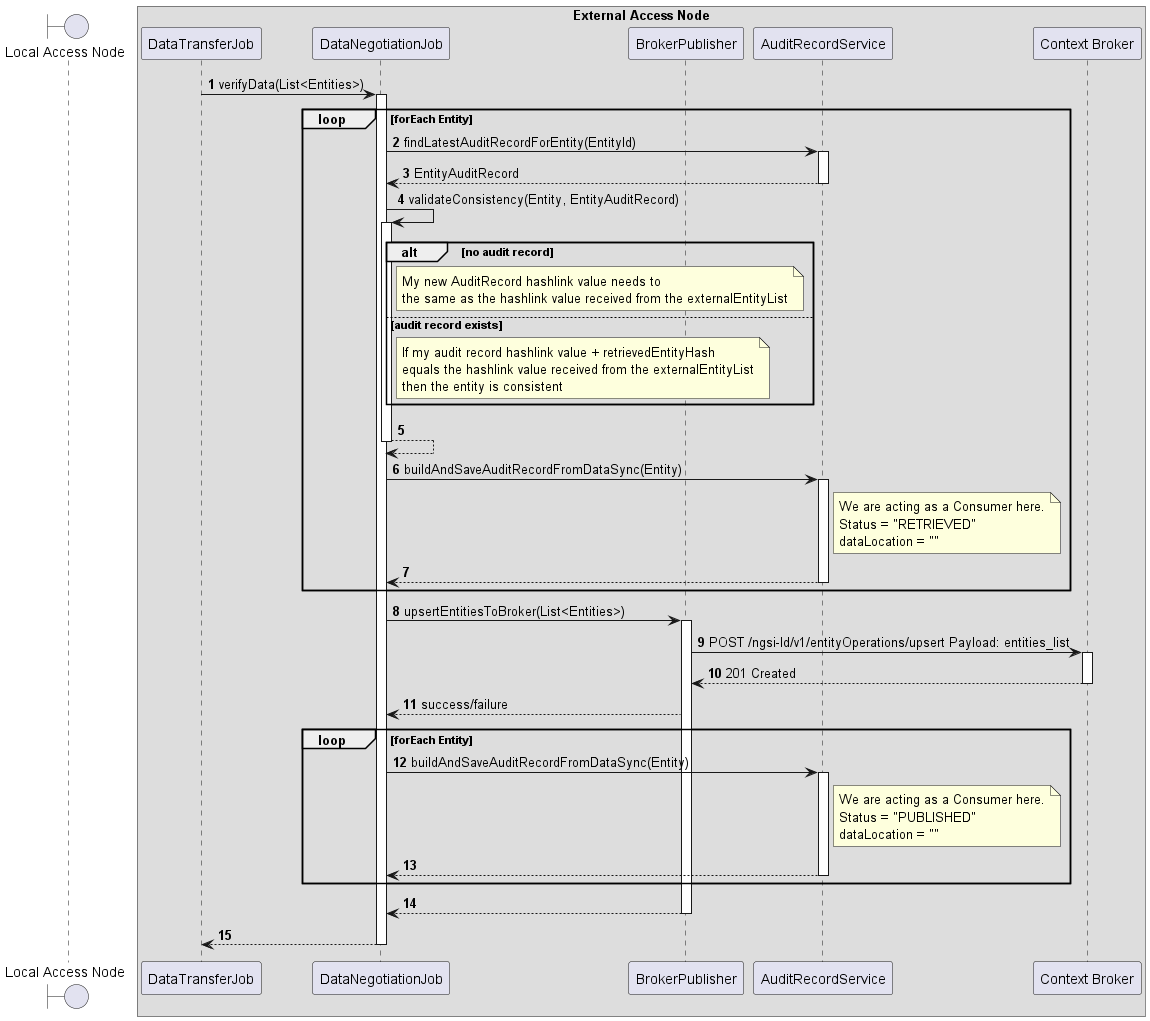 External Access Node
Local Access Node
DataTransferJob
DataNegotiationJob
BrokerPublisher
AuditRecordService
Context Broker
1 verifyData(List<Entities>)
loop [forEach Entity]
2 findLatestAuditRecordForEntity(EntityId)
3 EntityAuditRecord
4 validateConsistency(Entity, EntityAuditRecord)
alt [no audit record]
My new AuditRecord hashlink value needs to
the same as the hashlink value received from the externalEntityList
[audit record exists]
If my audit record hashlink value + retrievedEntityHash
equals the hashlink value received from the externalEntityList
then the entity is consistent
5
6 buildAndSaveAuditRecordFromDataSync(Entity)
We are acting as a Consumer here.
Status = "RETRIEVED"
dataLocation = ""
7
8 upsertEntitiesToBroker(List<Entities>)
9 POST /ngsi-ld/v1/entityOperations/upsert Payload: entities_list
10 201 Created
11 success/failure
loop [forEach Entity]
12 buildAndSaveAuditRecordFromDataSync(Entity)
We are acting as a Consumer here.
Status = "PUBLISHED"
dataLocation = ""
13
14
15
Local Access Node
DataTransferJob
DataNegotiationJob
BrokerPublisher
AuditRecordService
Context Broker